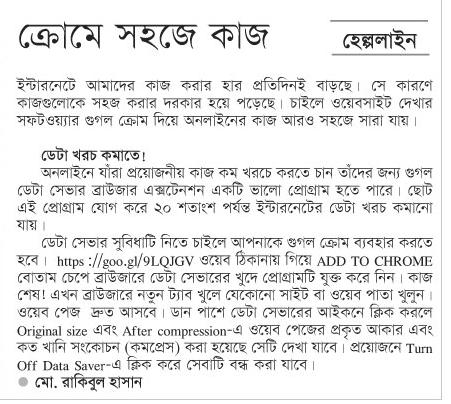 ক্রোমে সহজে কাজ
হেল্পলাইন
ইন্টারনেটে আমাদের কাজ করার হার প্রতিদিনই বাড়ছে। সে কারণে
কাজগুলোকে সহজ করার দরকার হয়ে পড়েছে। চাইলে ওয়েবসাইট দেখার
সফটওয়্যার গুগল ক্রোম দিয়ে অনলাইনের কাজ আরও সহজে সারা যায়।
ডেটা খরচ কমাতে!
অনলাইনে যাঁরা প্রয়োজনীয় কাজ কম খরচে করতে চান তাঁদের জন্য গুগল
ডেটা সেভার ব্রাউজার এক্সটেনশন একটি ভালো প্রোগ্রাম হতে পারে। ছোট
এই প্রোগ্রাম যোগ করে ২০ শতাংশ পর্যন্ত ইন্টারনেটের ডেটা খরচ কমানো
যায়।
ডেটা সেভার সুবিধাটি নিতে চাইলে আপনাকে গুগল ক্রোম ব্যবহার করতে
হবে। https ://goo.gl/9LQJGV ওয়েব ঠিকানায় গিয়ে ADD TO CHROME
বোতাম চেপে ব্রাউজারে ডেটা সেভারের খুদে প্রোগ্রামটি যুক্ত করে নিন। কাজ
শেষ! এখন ব্রাউজারে নতুন ট্যাব খুলে যেকোনো সাইট বা ওয়েব পাতা খুলুন।
ওয়েব পেজ দ্রুত আসবে। ডান পাশে ডেটা সেভারের আইকনে ক্লিক করলে
Original size এবং After compression-এ ওয়েব পেজের প্রকৃত আকার এবং
কত খানি সংকোচন (কমপ্রেস) করা হয়েছে সেটি দেখা যাবে। প্রয়োজনে Turn
Off Data Saver-এ ক্লিক করে সেবাটি বন্ধ করা যাবে।
● মো. রাকিবুল হাসান